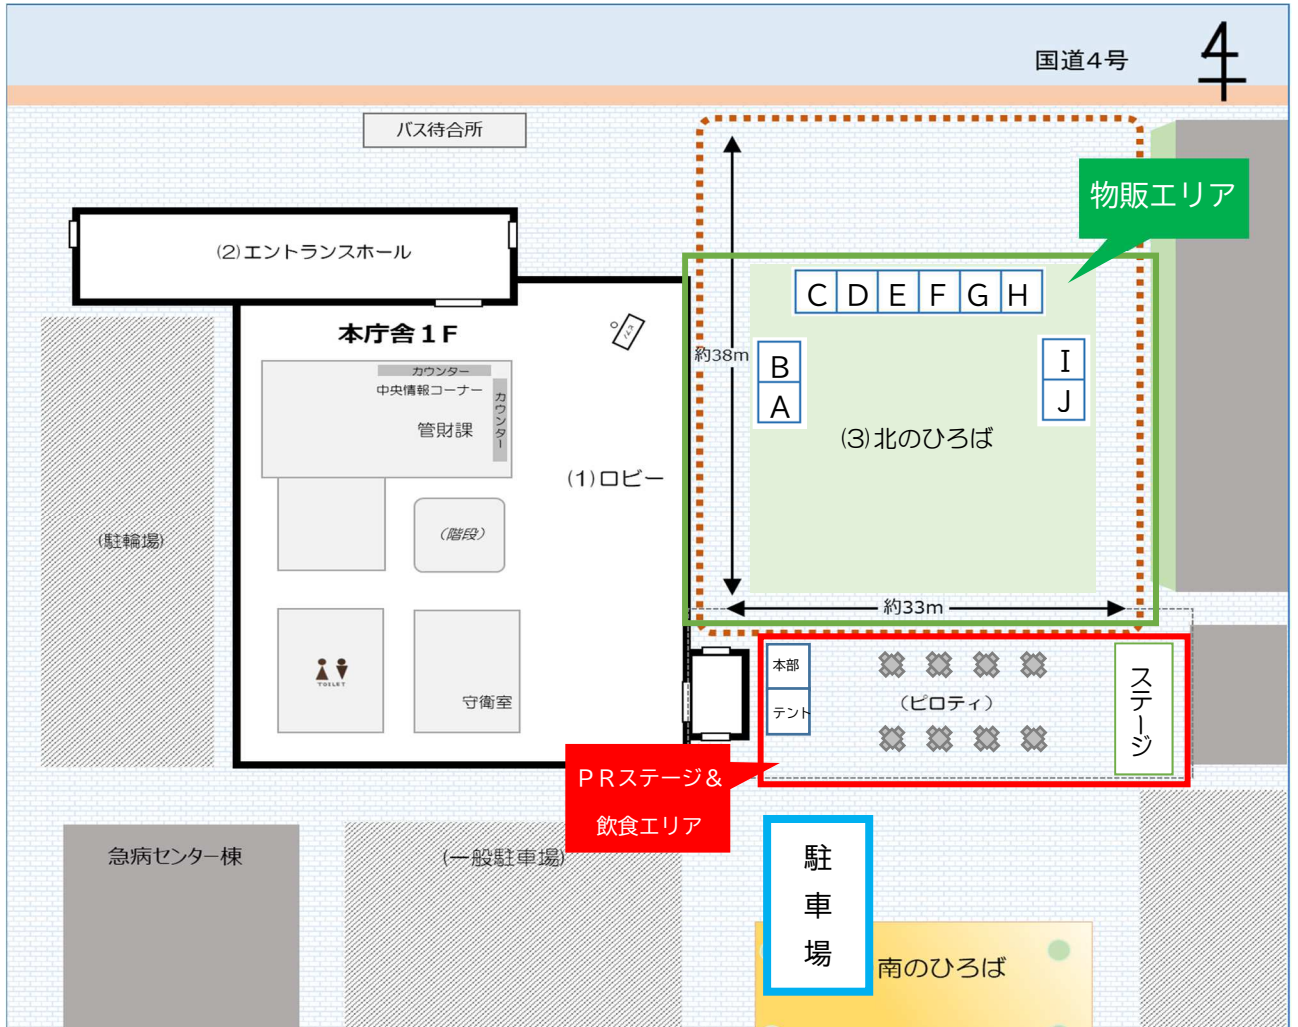 国道4号
バス待合所
物販エリア
(2)エントランスホール
C D E F G H
本庁舎1F
ピアノ
約38m
B
A
I
J
カウンター
中央情報コーナー
カウンター
管財課
(3)北のひろば
(1)ロビー
(駐輪場)
(階段)
約33m
TOILET
守衛室
本部
テント
(ピロティ)
ステージ
PRステージ&
飲食エリア
急病センター棟
(一般駐車場)
駐車場
南のひろば